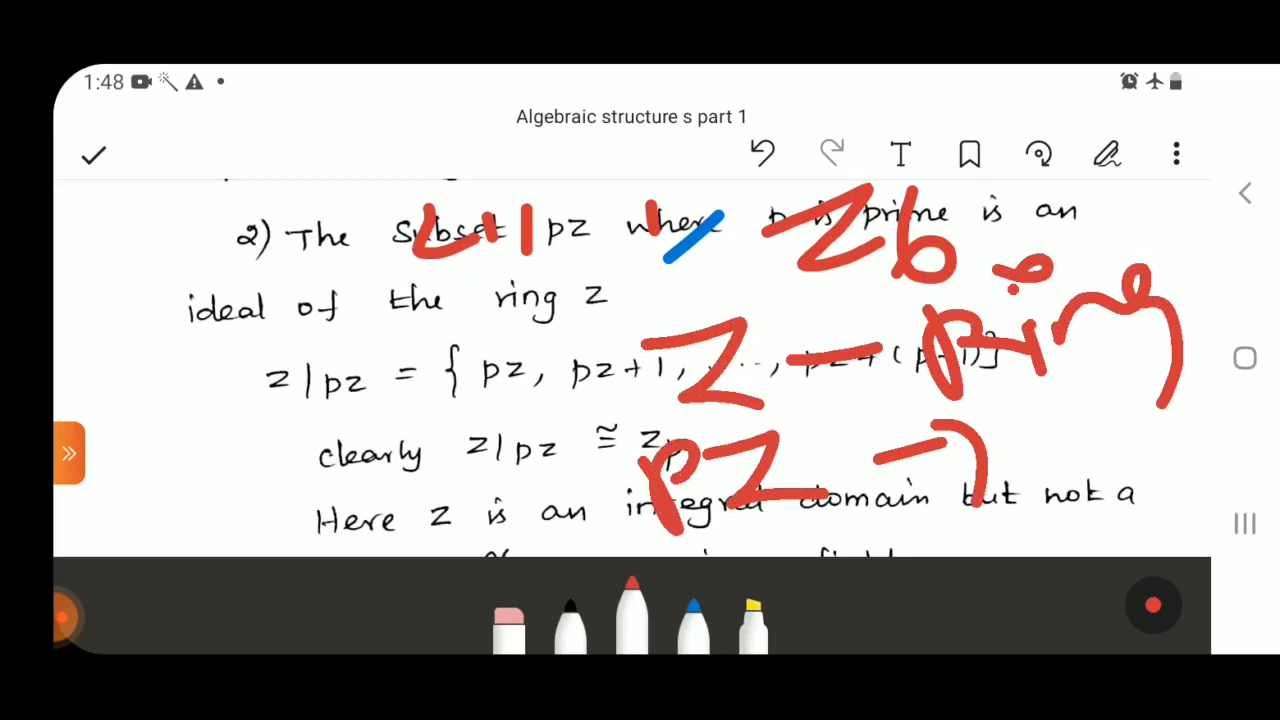 1:48
Algebraic structure s part 1
T
2) The subset pz where p is prime is an
ideal of the ring z
z|pz = { pz, pz+1, ..., pz+(p-1)}
clearly z|pz ≅ zp
Here z is an integral domain but not a
Z6
Z - ring
pZ -